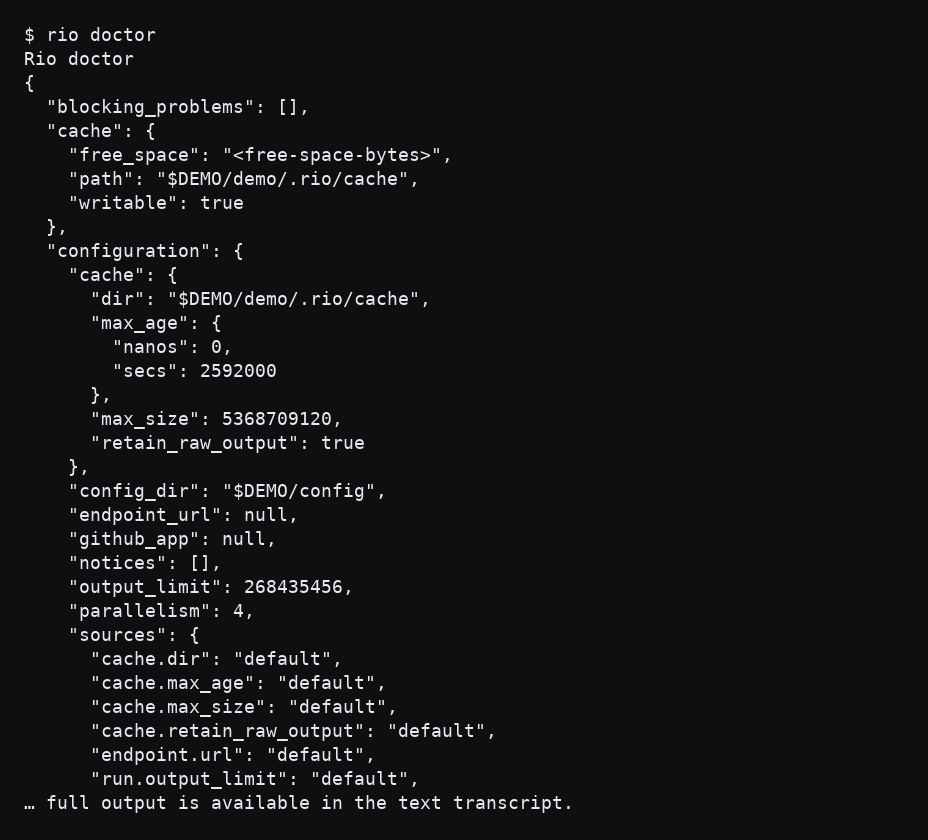 $ rio doctor
Rio doctor
{
  "blocking_problems": [],
  "cache": {
    "free_space": "<free-space-bytes>",
    "path": "$DEMO/demo/.rio/cache",
    "writable": true
  },
  "configuration": {
    "cache": {
      "dir": "$DEMO/demo/.rio/cache",
      "max_age": {
        "nanos": 0,
        "secs": 2592000
      },
      "max_size": 5368709120,
      "retain_raw_output": true
    },
    "config_dir": "$DEMO/config",
    "endpoint_url": null,
    "github_app": null,
    "notices": [],
    "output_limit": 268435456,
    "parallelism": 4,
    "sources": {
      "cache.dir": "default",
      "cache.max_age": "default",
      "cache.max_size": "default",
      "cache.retain_raw_output": "default",
      "endpoint.url": "default",
      "run.output_limit": "default",
… full output is available in the text transcript.